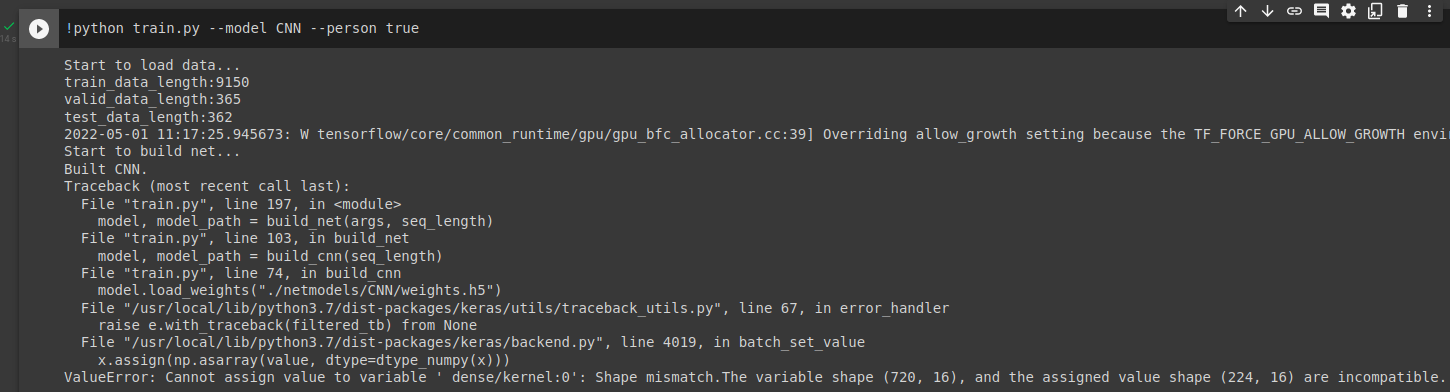 !python train.py --model CNN --person true
14 s
Start to load data...
train_data_length:9150
valid_data_length:365
test_data_length:362
2022-05-01 11:17:25.945673: W tensorflow/core/common_runtime/gpu/gpu_bfc_allocator.cc:39] Overriding allow_growth setting because the TF_FORCE_GPU_ALLOW_GROWTH envi
Start to build net...
Built CNN.
Traceback (most recent call last):
  File "train.py", line 197, in <module>
    model, model_path = build_net(args, seq_length)
  File "train.py", line 103, in build_net
    model, model_path = build_cnn(seq_length)
  File "train.py", line 74, in build_cnn
    model.load_weights("./netmodels/CNN/weights.h5")
  File "/usr/local/lib/python3.7/dist-packages/keras/utils/traceback_utils.py", line 67, in error_handler
    raise e.with_traceback(filtered_tb) from None
  File "/usr/local/lib/python3.7/dist-packages/keras/backend.py", line 4019, in batch_set_value
    x.assign(np.asarray(value, dtype=dtype_numpy(x)))
ValueError: Cannot assign value to variable ' dense/kernel:0': Shape mismatch.The variable shape (720, 16), and the assigned value shape (224, 16) are incompatible.